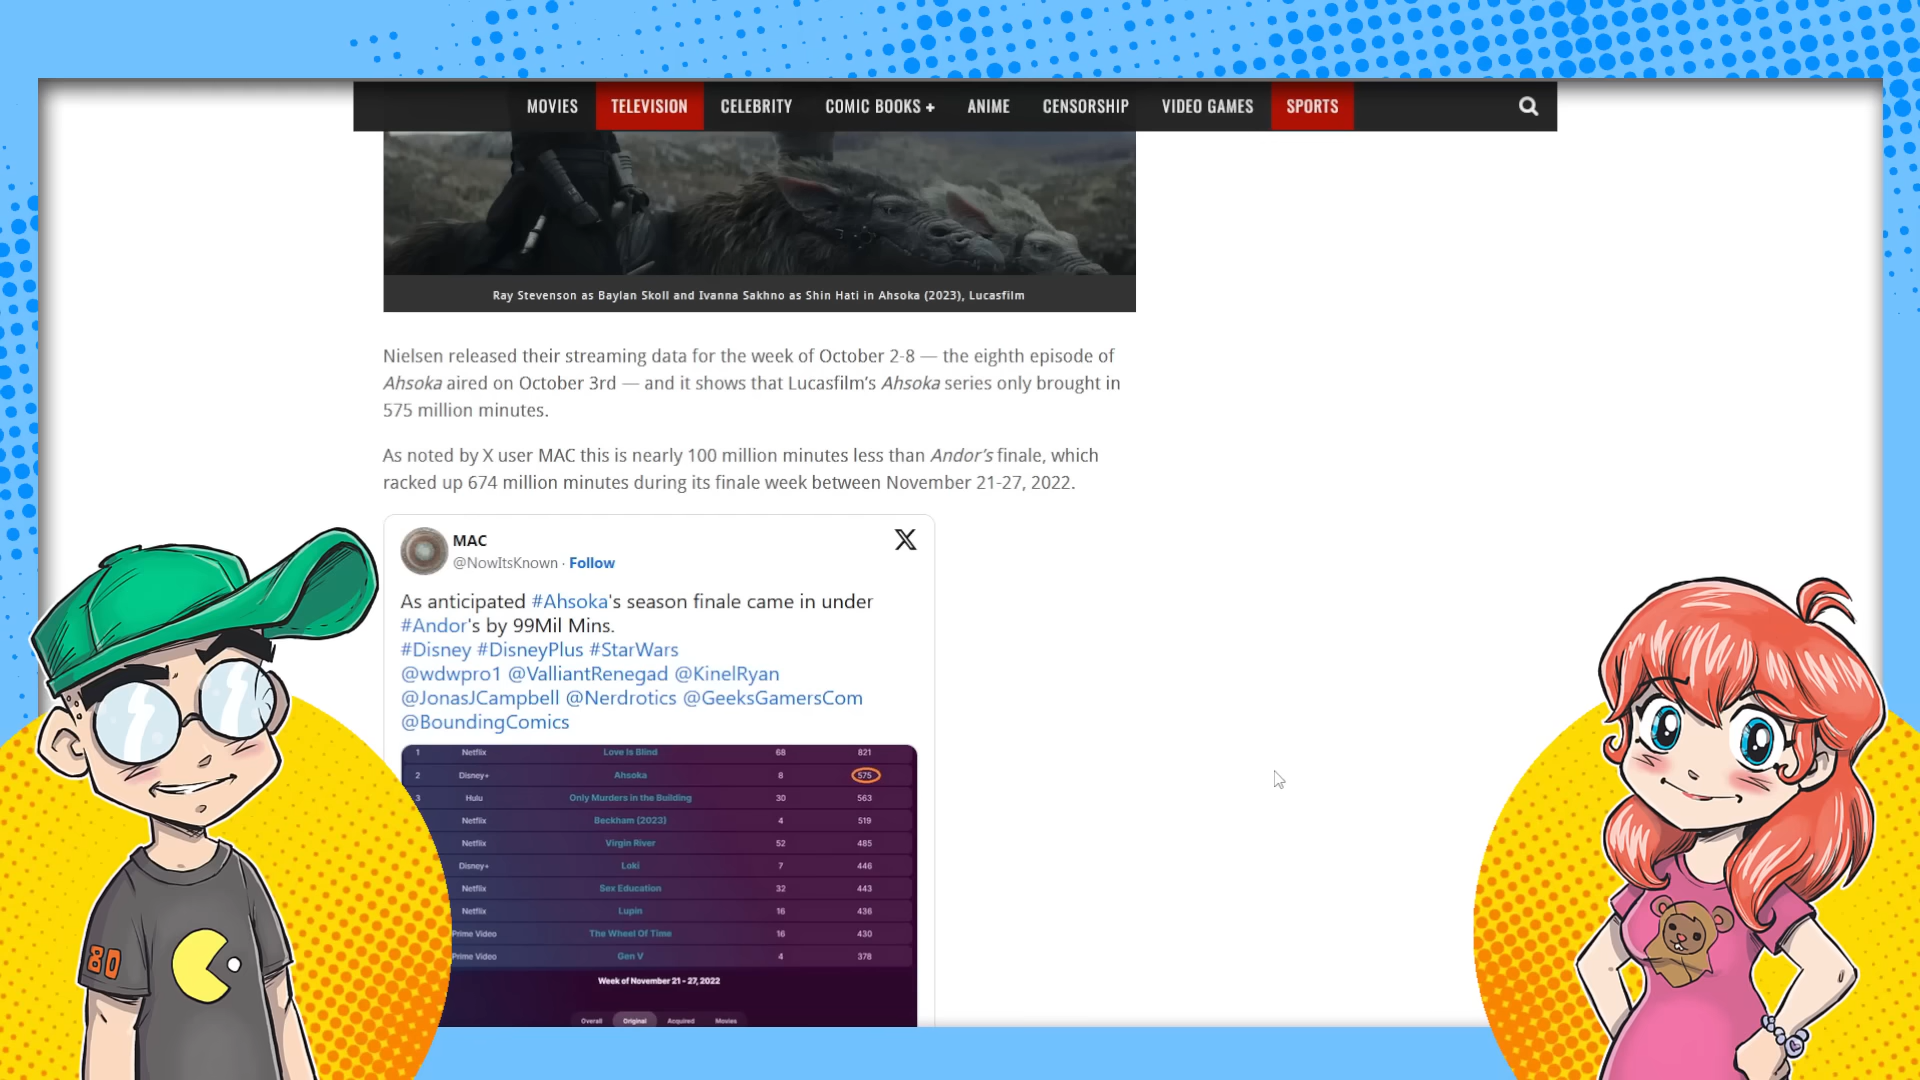 MOVIES TELEVISION CELEBRITY COMIC BOOKS + ANIME CENSORSHIP VIDEO GAMES SPORTS
Ray Stevenson as Baylan Skoll and Ivanna Sakhno as Shin Hati in Ahsoka (2023), Lucasfilm
Nielsen released their streaming data for the week of October 2-8 — the eighth episode of
Ahsoka aired on October 3rd — and it shows that Lucasfilm's Ahsoka series only brought in
575 million minutes.
As noted by X user MAC this is nearly 100 million minutes less than Andor's finale, which
racked up 674 million minutes during its finale week between November 21-27, 2022.
MAC
@NowItsKnown · Follow
As anticipated #Ahsoka's season finale came in under
#Andor's by 99Mil Mins.
#Disney #DisneyPlus #StarWars
@wdwpro1 @ValliantRenegad @KinelRyan
@JonasJCampbell @Nerdrotics @GeeksGamersCom
@BoundingComics
1 Netflix Love Is Blind 68 821
2 Disney+ Ahsoka 8 575
3 Hulu Only Murders in the Building 30 563
Netflix Beckham (2023) 4 519
Netflix Virgin River 52 485
Disney+ Loki 7 446
Netflix Sex Education 32 443
Netflix Lupin 16 436
Prime Video The Wheel Of Time 16 430
Prime Video Gen V 4 378
Week of November 21 - 27, 2022
Overall Original Acquired Movies
80